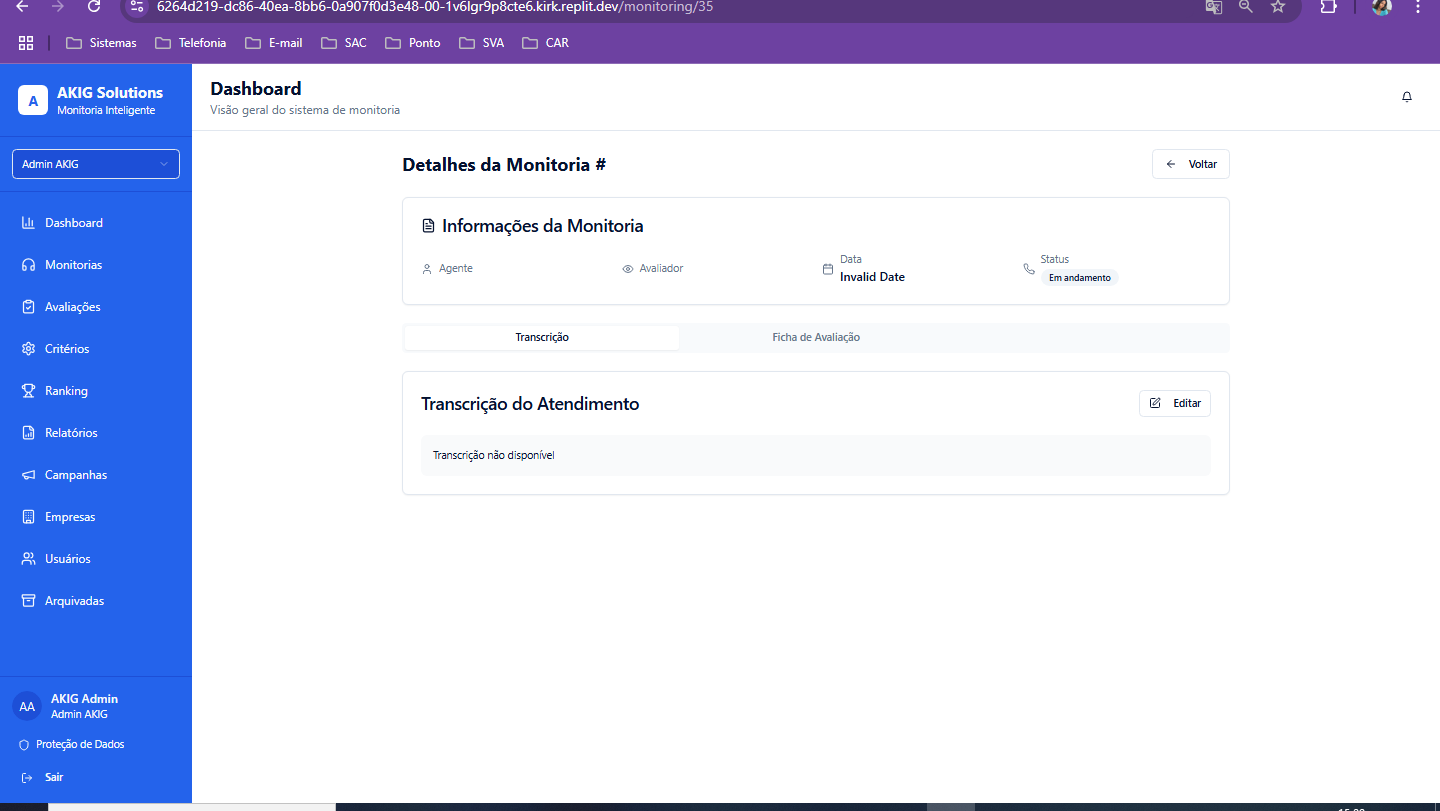 6264d219-dc86-40ea-8bb6-0a907f0d3e48-00-1v6lgr9p8cte6.kirk.replit.dev/monitoring/35
Sistemas Telefonia E-mail SAC Ponto SVA CAR
A
AKIG Solutions
Monitoria Inteligente
Admin AKIG
Dashboard
Monitorias
Avaliações
Critérios
Ranking
Relatórios
Campanhas
Empresas
Usuários
Arquivadas
AA
AKIG Admin
Admin AKIG
Proteção de Dados
Sair
Dashboard
Visão geral do sistema de monitoria
Detalhes da Monitoria #
Voltar
Informações da Monitoria
Agente
Avaliador
Data
Invalid Date
Status
Em andamento
Transcrição
Ficha de Avaliação
Transcrição do Atendimento
Editar
Transcrição não disponível